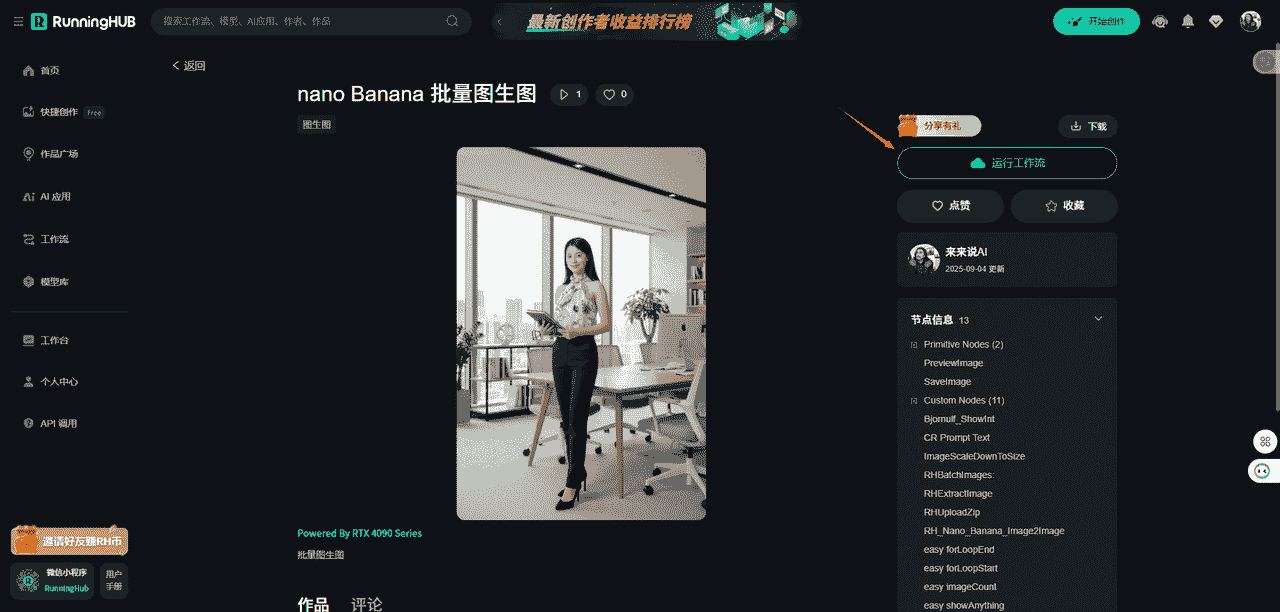 RunningHUB
搜索工作流、模型、AI应用、作者、作品
最新创作者收益排行榜
开始创作
首页
快捷创作 Free
作品广场
AI 应用
工作流
模型库
工作台
个人中心
API 调用
邀请好友赚RH币
微信小程序
RunningHub
用户
手册
返回
nano Banana 批量图生图
1
0
图生图
Powered By RTX 4090 Series
批量图生图
作品 评论
分享有礼
下载
运行工作流
点赞
收藏
来来说AI
2025-09-04 更新
节点信息 13
Primitive Nodes (2)
PreviewImage
SaveImage
Custom Nodes (11)
Bjornulf_ShowInt
CR Prompt Text
ImageScaleDownToSize
RHBatchImages
RHExtractImage
RHUploadZip
RH_Nano_Banana_Image2Image
easy forLoopEnd
easy forLoopStart
easy imageCount
easy showAnything